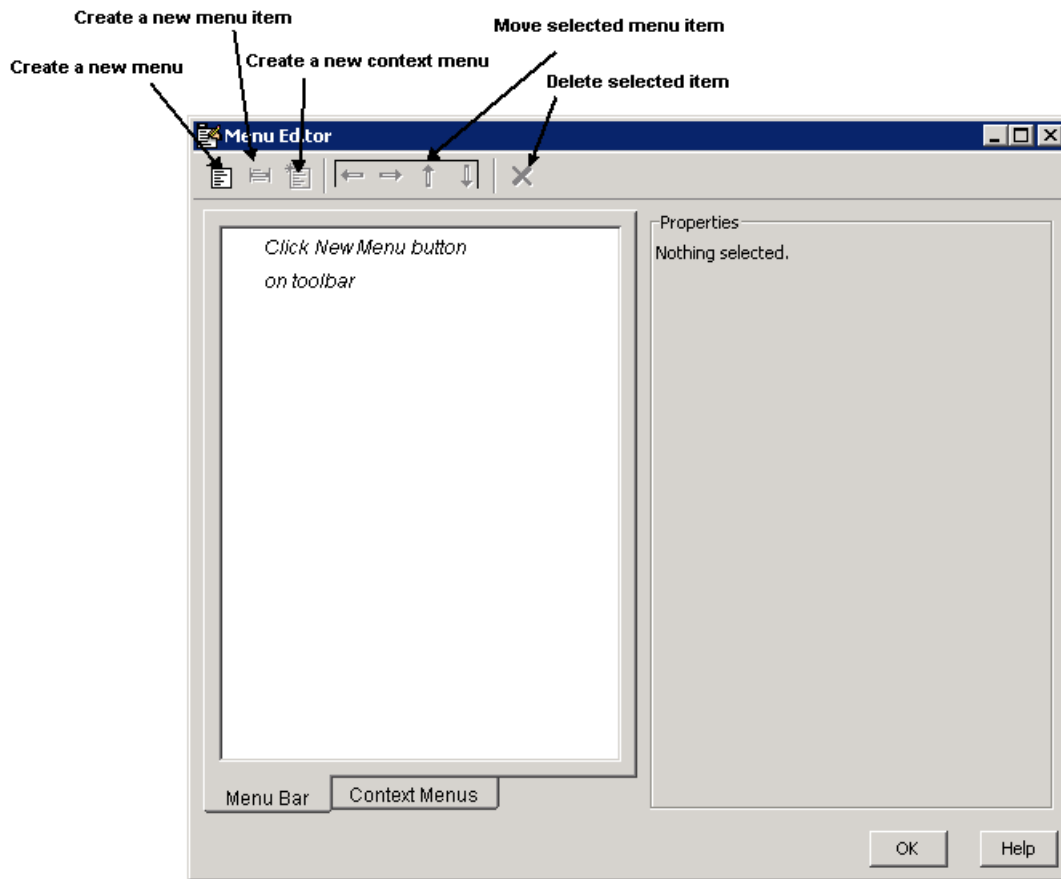 Create a new menu item
Move selected menu item
Create a new menu
Create a new context menu
Delete selected item
Menu Editor
Click New Menu button
on toolbar
Properties
Nothing selected.
Menu Bar
Context Menus
OK
Help